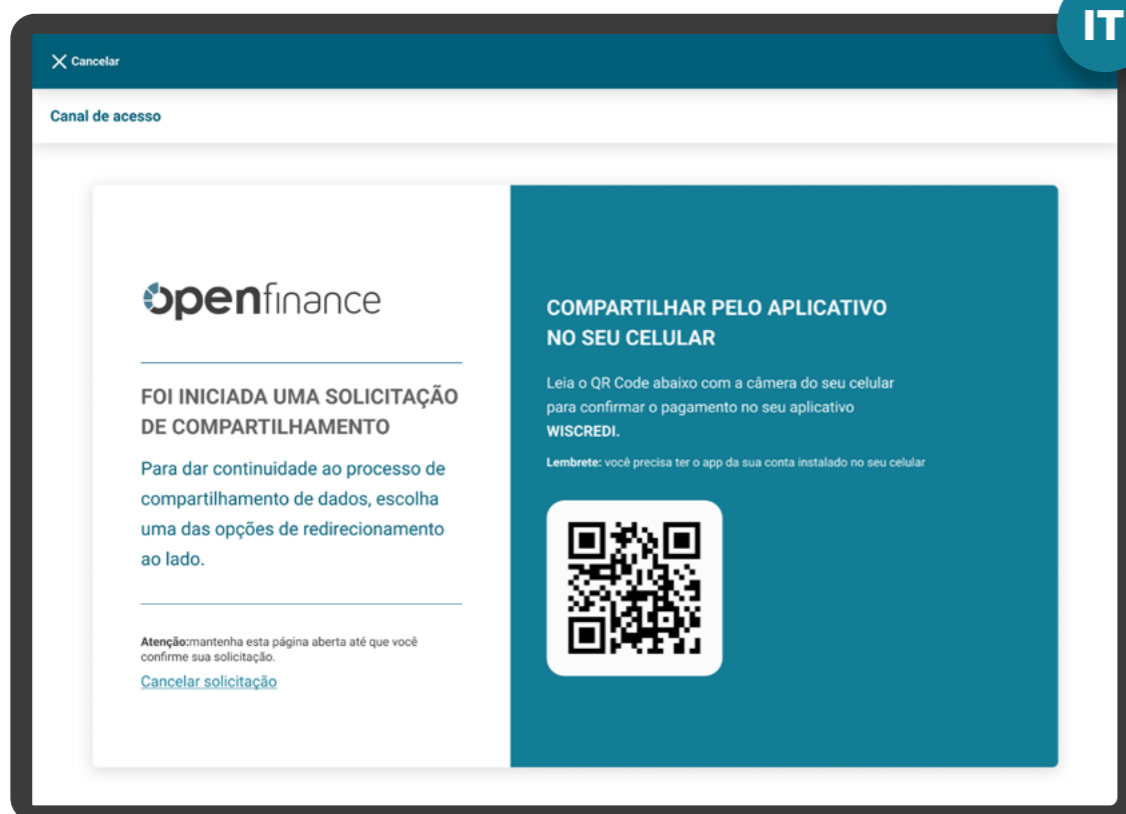 IT
Cancelar
Canal de acesso
openfinance
FOI INICIADA UMA SOLICITAÇÃO
DE COMPARTILHAMENTO
Para dar continuidade ao processo de
compartilhamento de dados, escolha
uma das opções de redirecionamento
ao lado.
Atenção:mantenha esta página aberta até que você
confirme sua solicitação.
Cancelar solicitação
COMPARTILHAR PELO APLICATIVO
NO SEU CELULAR
Leia o QR Code abaixo com a câmera do seu celular
para confirmar o pagamento no seu aplicativo
WISCREDI.
Lembrete: você precisa ter o app da sua conta instalado no seu celular